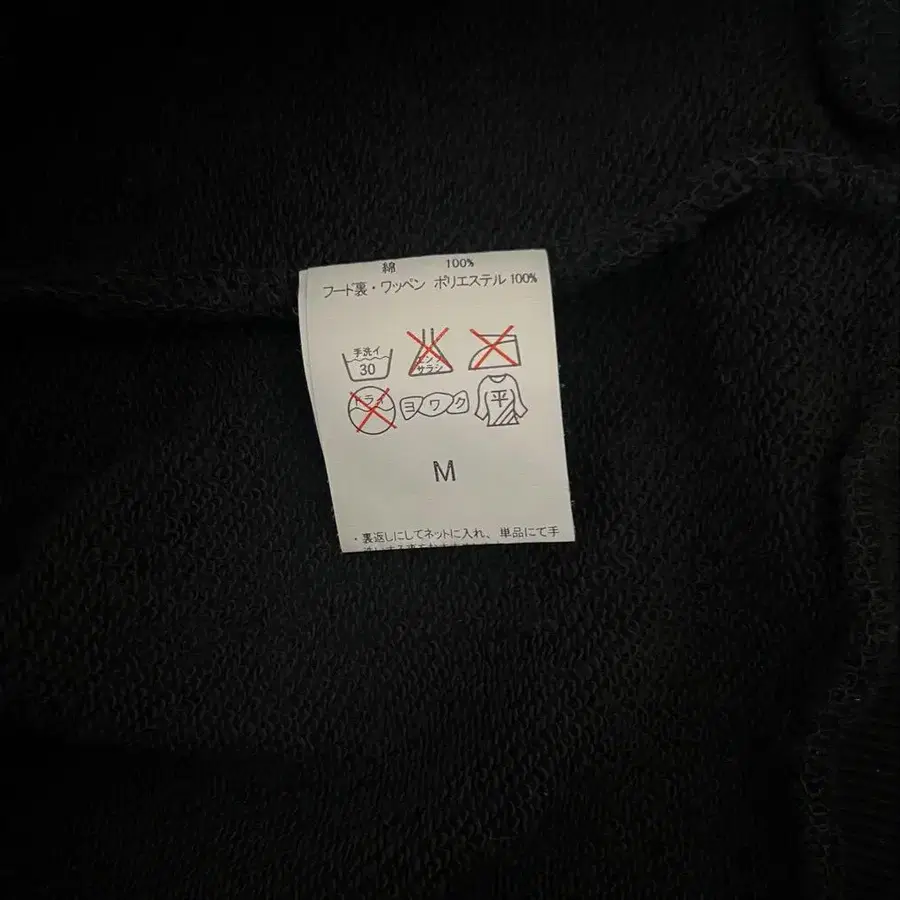 綿 100%
フード裏・ワッペン ポリエステル 100%
手洗イ
30
エンソ
サラシ
ドライ
ヨワク
平
M
・裏返しにしてネットに入れ、単品にて手